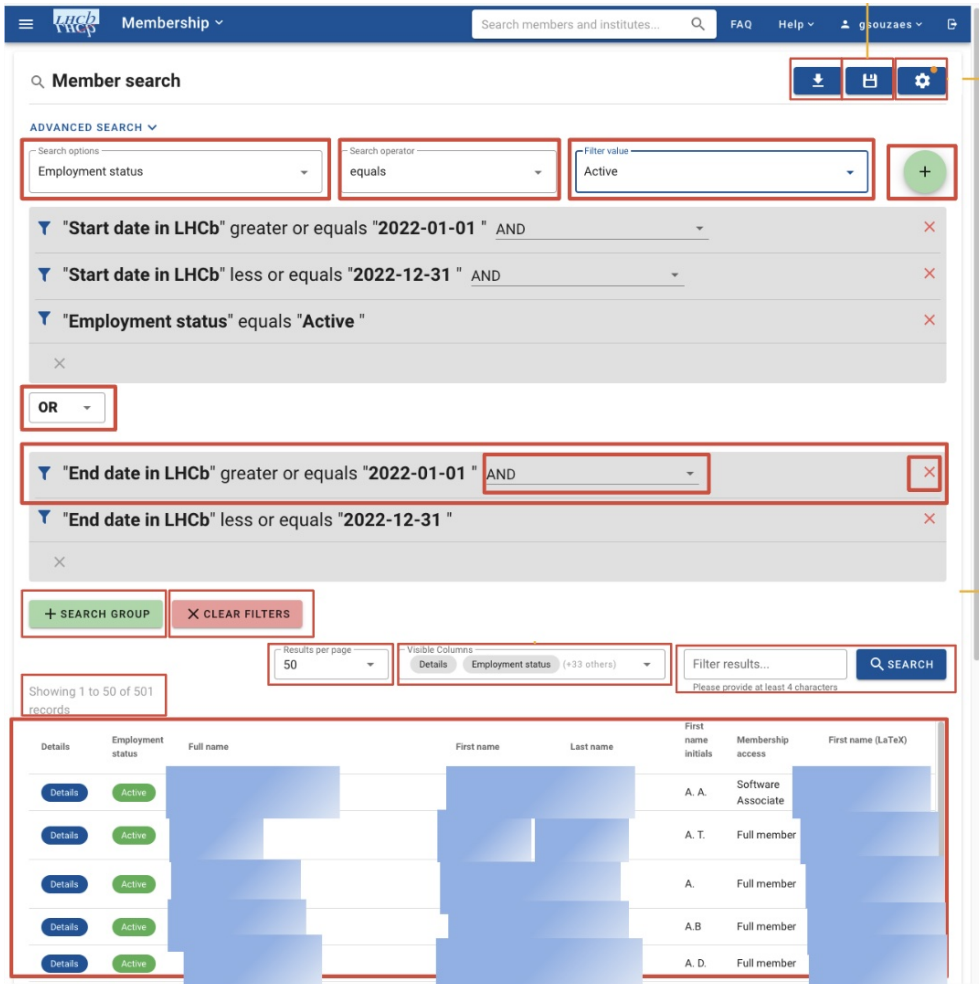 LHCb
LHCp
Membership
Search members and institutes...
FAQ
Help
gsouzaes
Member search
ADVANCED SEARCH
Search options
Employment status
Search operator
equals
Filter value
Active
+
"Start date in LHCb" greater or equals "2022-01-01 " AND
"Start date in LHCb" less or equals "2022-12-31 " AND
"Employment status" equals "Active "
OR
"End date in LHCb" greater or equals "2022-01-01 " AND
"End date in LHCb" less or equals "2022-12-31 "
+ SEARCH GROUP
CLEAR FILTERS
Results per page
50
Visible Columns
Details Employment status (+33 others)
Filter results...
SEARCH
Please provide at least 4 characters
Showing 1 to 50 of 501
records
Details
Employment
status
Full name
First name
Last name
First
name
initials
Membership
access
First name (LaTeX)
Details Active A. A. Software
Associate
Details Active A. T. Full member
Details Active A. Full member
Details Active A.B Full member
Details Active A. D. Full member